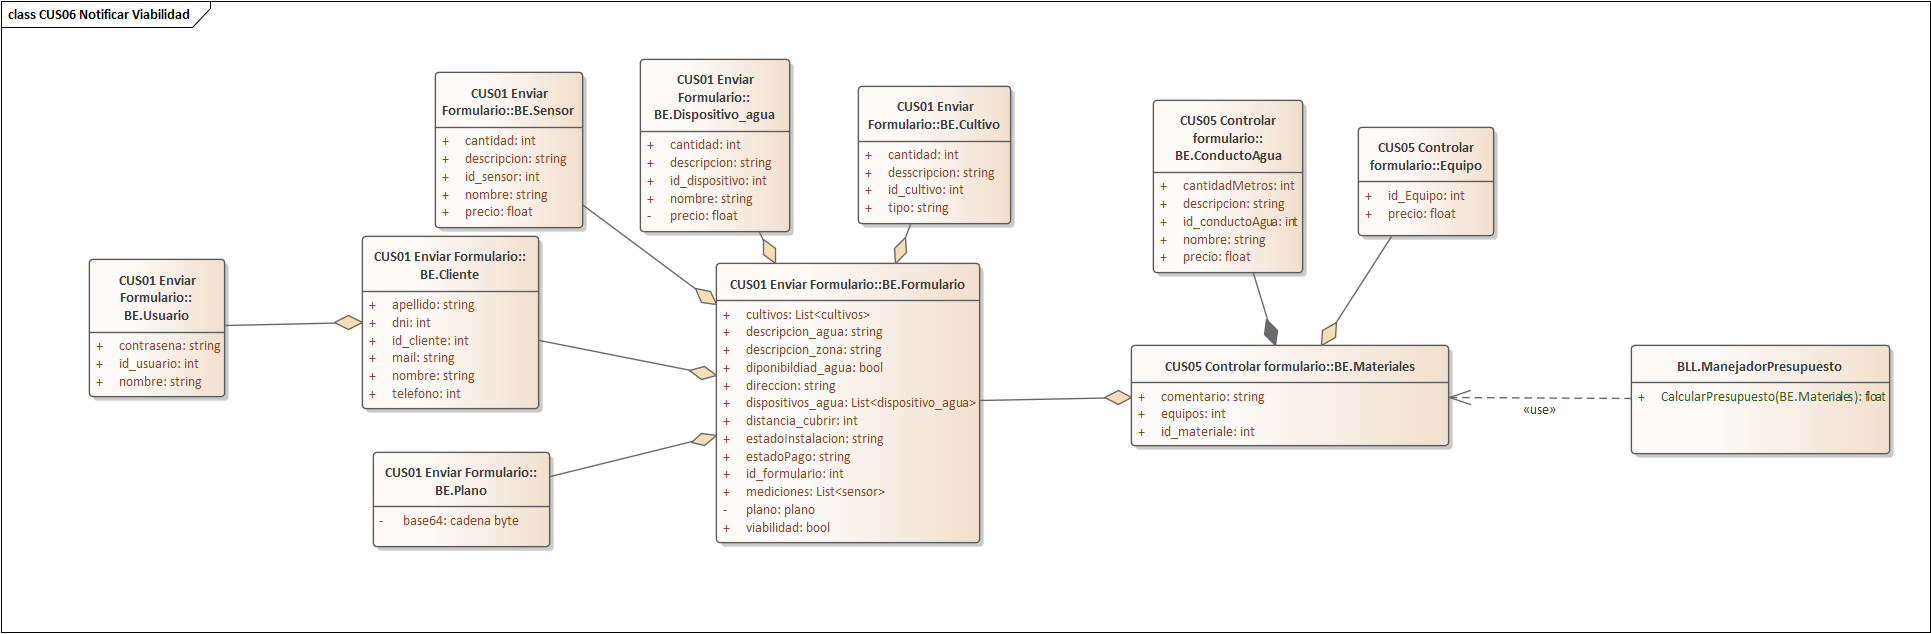 class CUS06 Notificar Viabilidad
CUS01 Enviar
Formulario::BE.Sensor
+ cantidad: int
+ descripcion: string
+ id_sensor: int
+ nombre: string
+ precio: float
CUS01 Enviar
Formulario::
BE.Dispositivo_agua
+ cantidad: int
+ descripcion: string
+ id_dispositivo: int
+ nombre: string
- precio: float
CUS01 Enviar
Formulario::BE.Cultivo
+ cantidad: int
+ desscripcion: string
+ id_cultivo: int
+ tipo: string
CUS05 Controlar
formulario::
BE.ConductoAgua
+ cantidadMetros: int
+ descripcion: string
+ id_conductoAgua: int
+ nombre: string
+ precio: float
CUS05 Controlar
formulario::Equipo
+ id_Equipo: int
+ precio: float
CUS01 Enviar
Formulario::
BE.Usuario
+ contrasena: string
+ id_usuario: int
+ nombre: string
CUS01 Enviar Formulario::
BE.Cliente
+ apellido: string
+ dni: int
+ id_cliente: int
+ mail: string
+ nombre: string
+ telefono: int
CUS01 Enviar Formulario::BE.Formulario
+ cultivos: List<cultivos>
+ descripcion_agua: string
+ descripcion_zona: string
+ diponibildiad_agua: bool
+ direccion: string
+ dispositivos_agua: List<dispositivo_agua>
+ distancia_cubrir: int
+ estadoInstalacion: string
+ estadoPago: string
+ id_formulario: int
+ mediciones: List<sensor>
- plano: plano
+ viabilidad: bool
CUS05 Controlar formulario::BE.Materiales
+ comentario: string
+ equipos: int
+ id_materiale: int
«use»
BLL.ManejadorPresupuesto
+ CalcularPresupuesto(BE.Materiales): float
CUS01 Enviar Formulario::
BE.Plano
- base64: cadena byte